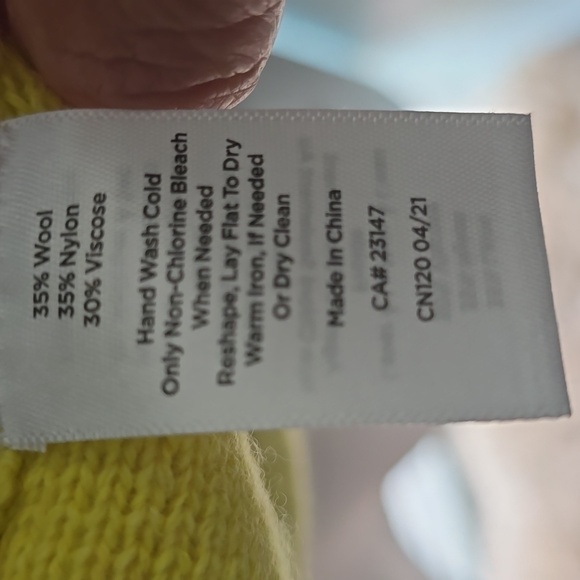 35% Wool
35% Nylon
30% Viscose
Hand Wash Cold
Only Non-Chlorine Bleach
When Needed
Reshape, Lay Flat To Dry
Warm Iron, If Needed
Or Dry Clean
Made In China
CA# 23147
CN120 04/21